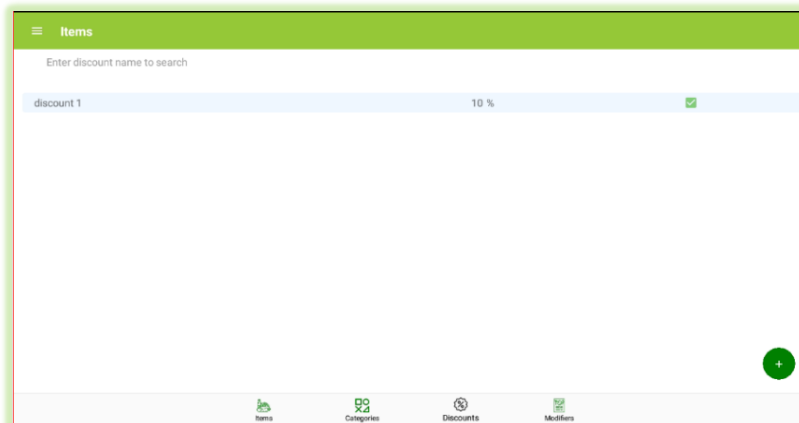 Items
Enter discount name to search
discount 1 10 %
+
Items Categories Discounts Modifiers